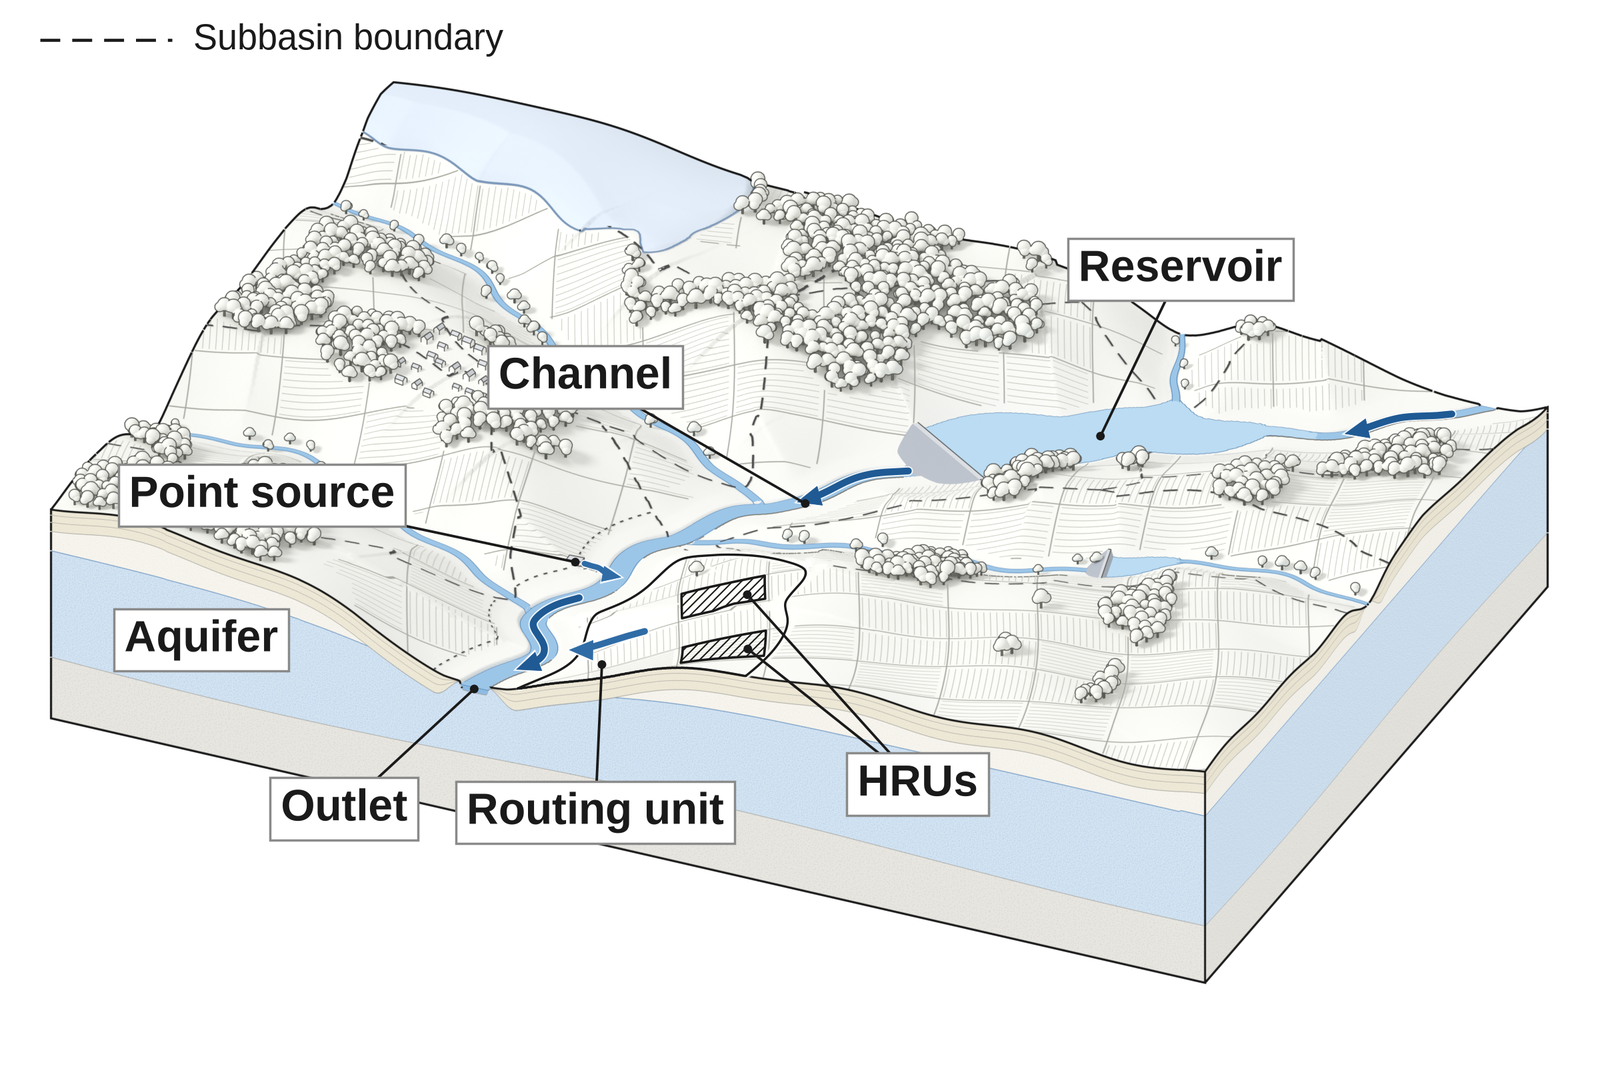 Subbasin boundary
Reservoir
Channel
Point source
Aquifer
HRUs
Outlet
Routing unit